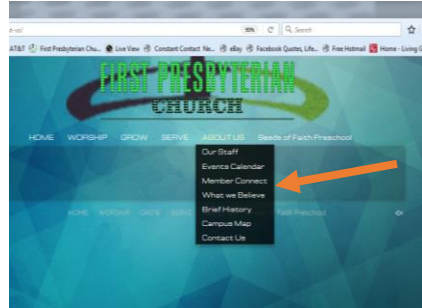 90% Search
AT&T First Presbyterian Chu... Live View Constant Contact Ne... eBay Facebook Quotes, Life... Free Hotmail Home - Living
FIRST PRESBYTERIAN
CHURCH
HOME WORSHIP GROW SERVE ABOUT US Seeds of Faith Preschool
Our Staff
Events Calendar
Member Connect
What we Believe
Brief History
Campus Map
Contact Us
HOME WORSHIP GROW SERVE Faith Preschool